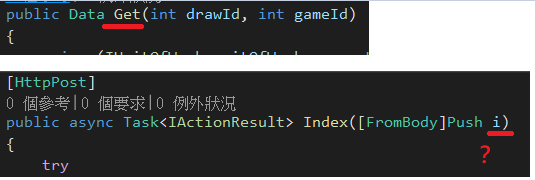 public Data Get(int drawId, int gameId)
{
[HttpPost]
0 個參考|0 個要求|0 例外狀況
public async Task<IActionResult> Index([FromBody]Push i)
{
?
try